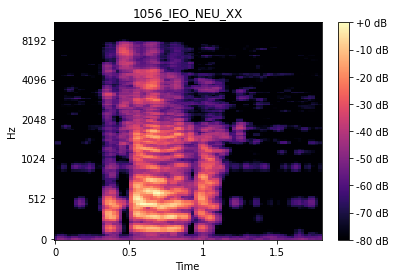 1056_IEO_NEU_XX
+0 dB
8192
-10 dB
4096
-20 dB
-30 dB
2048
Hz
-40 dB
1024
-50 dB
512
-60 dB
-70 dB
0
-80 dB
0
0.5
1
1.5
Time